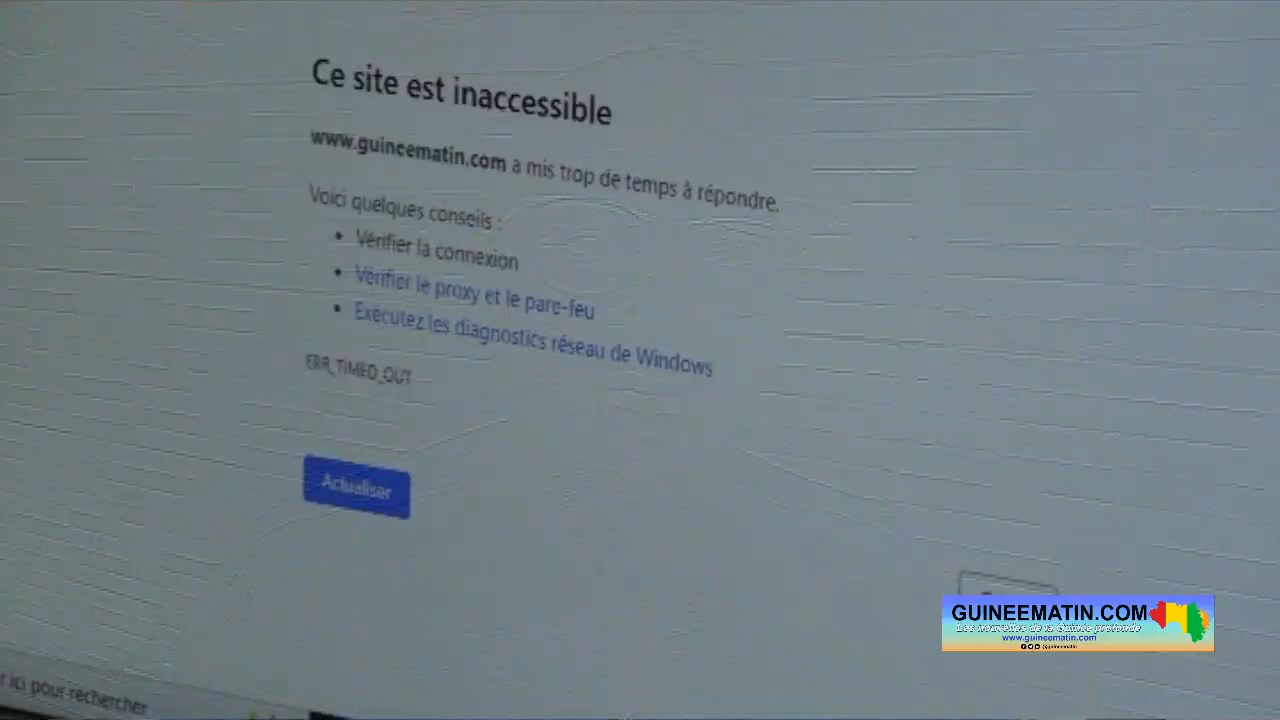 Ce site est inaccessible
www.guineematin.com a mis trop de temps à répondre.
Voici quelques conseils :
Vérifier la connexion
Vérifier le proxy et le pare-feu
Exécutez les diagnostics réseau de Windows
ERR_TIMED_OUT
Actualiser
GUINEEMATIN.COM
Les nouvelles de la Guinée profonde
www.guineematin.com
@guineematin
r ici pour rechercher